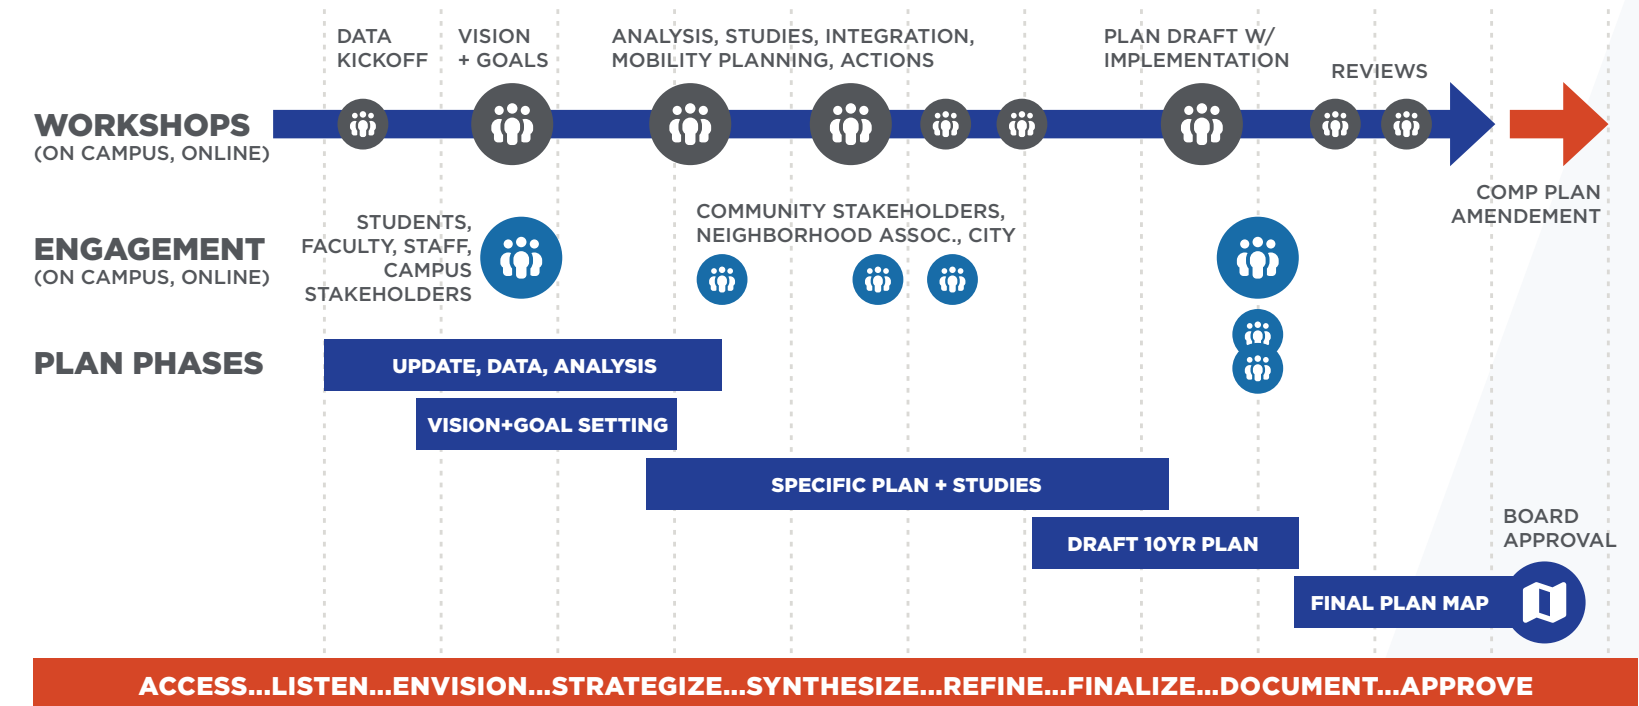 DATA
KICKOFF
VISION
+ GOALS
ANALYSIS, STUDIES, INTEGRATION,
MOBILITY PLANNING, ACTIONS
PLAN DRAFT W/
IMPLEMENTATION
REVIEWS
WORKSHOPS
(ON CAMPUS, ONLINE)
COMP PLAN
AMENDEMENT
ENGAGEMENT
(ON CAMPUS, ONLINE)
STUDENTS,
FACULTY, STAFF,
CAMPUS
STAKEHOLDERS
COMMUNITY STAKEHOLDERS,
NEIGHBORHOOD ASSOC., CITY
PLAN PHASES
UPDATE, DATA, ANALYSIS
VISION+GOAL SETTING
SPECIFIC PLAN + STUDIES
DRAFT 10YR PLAN
BOARD
APPROVAL
FINAL PLAN MAP
ACCESS...LISTEN...ENVISION...STRATEGIZE...SYNTHESIZE...REFINE...FINALIZE...DOCUMENT...APPROVE